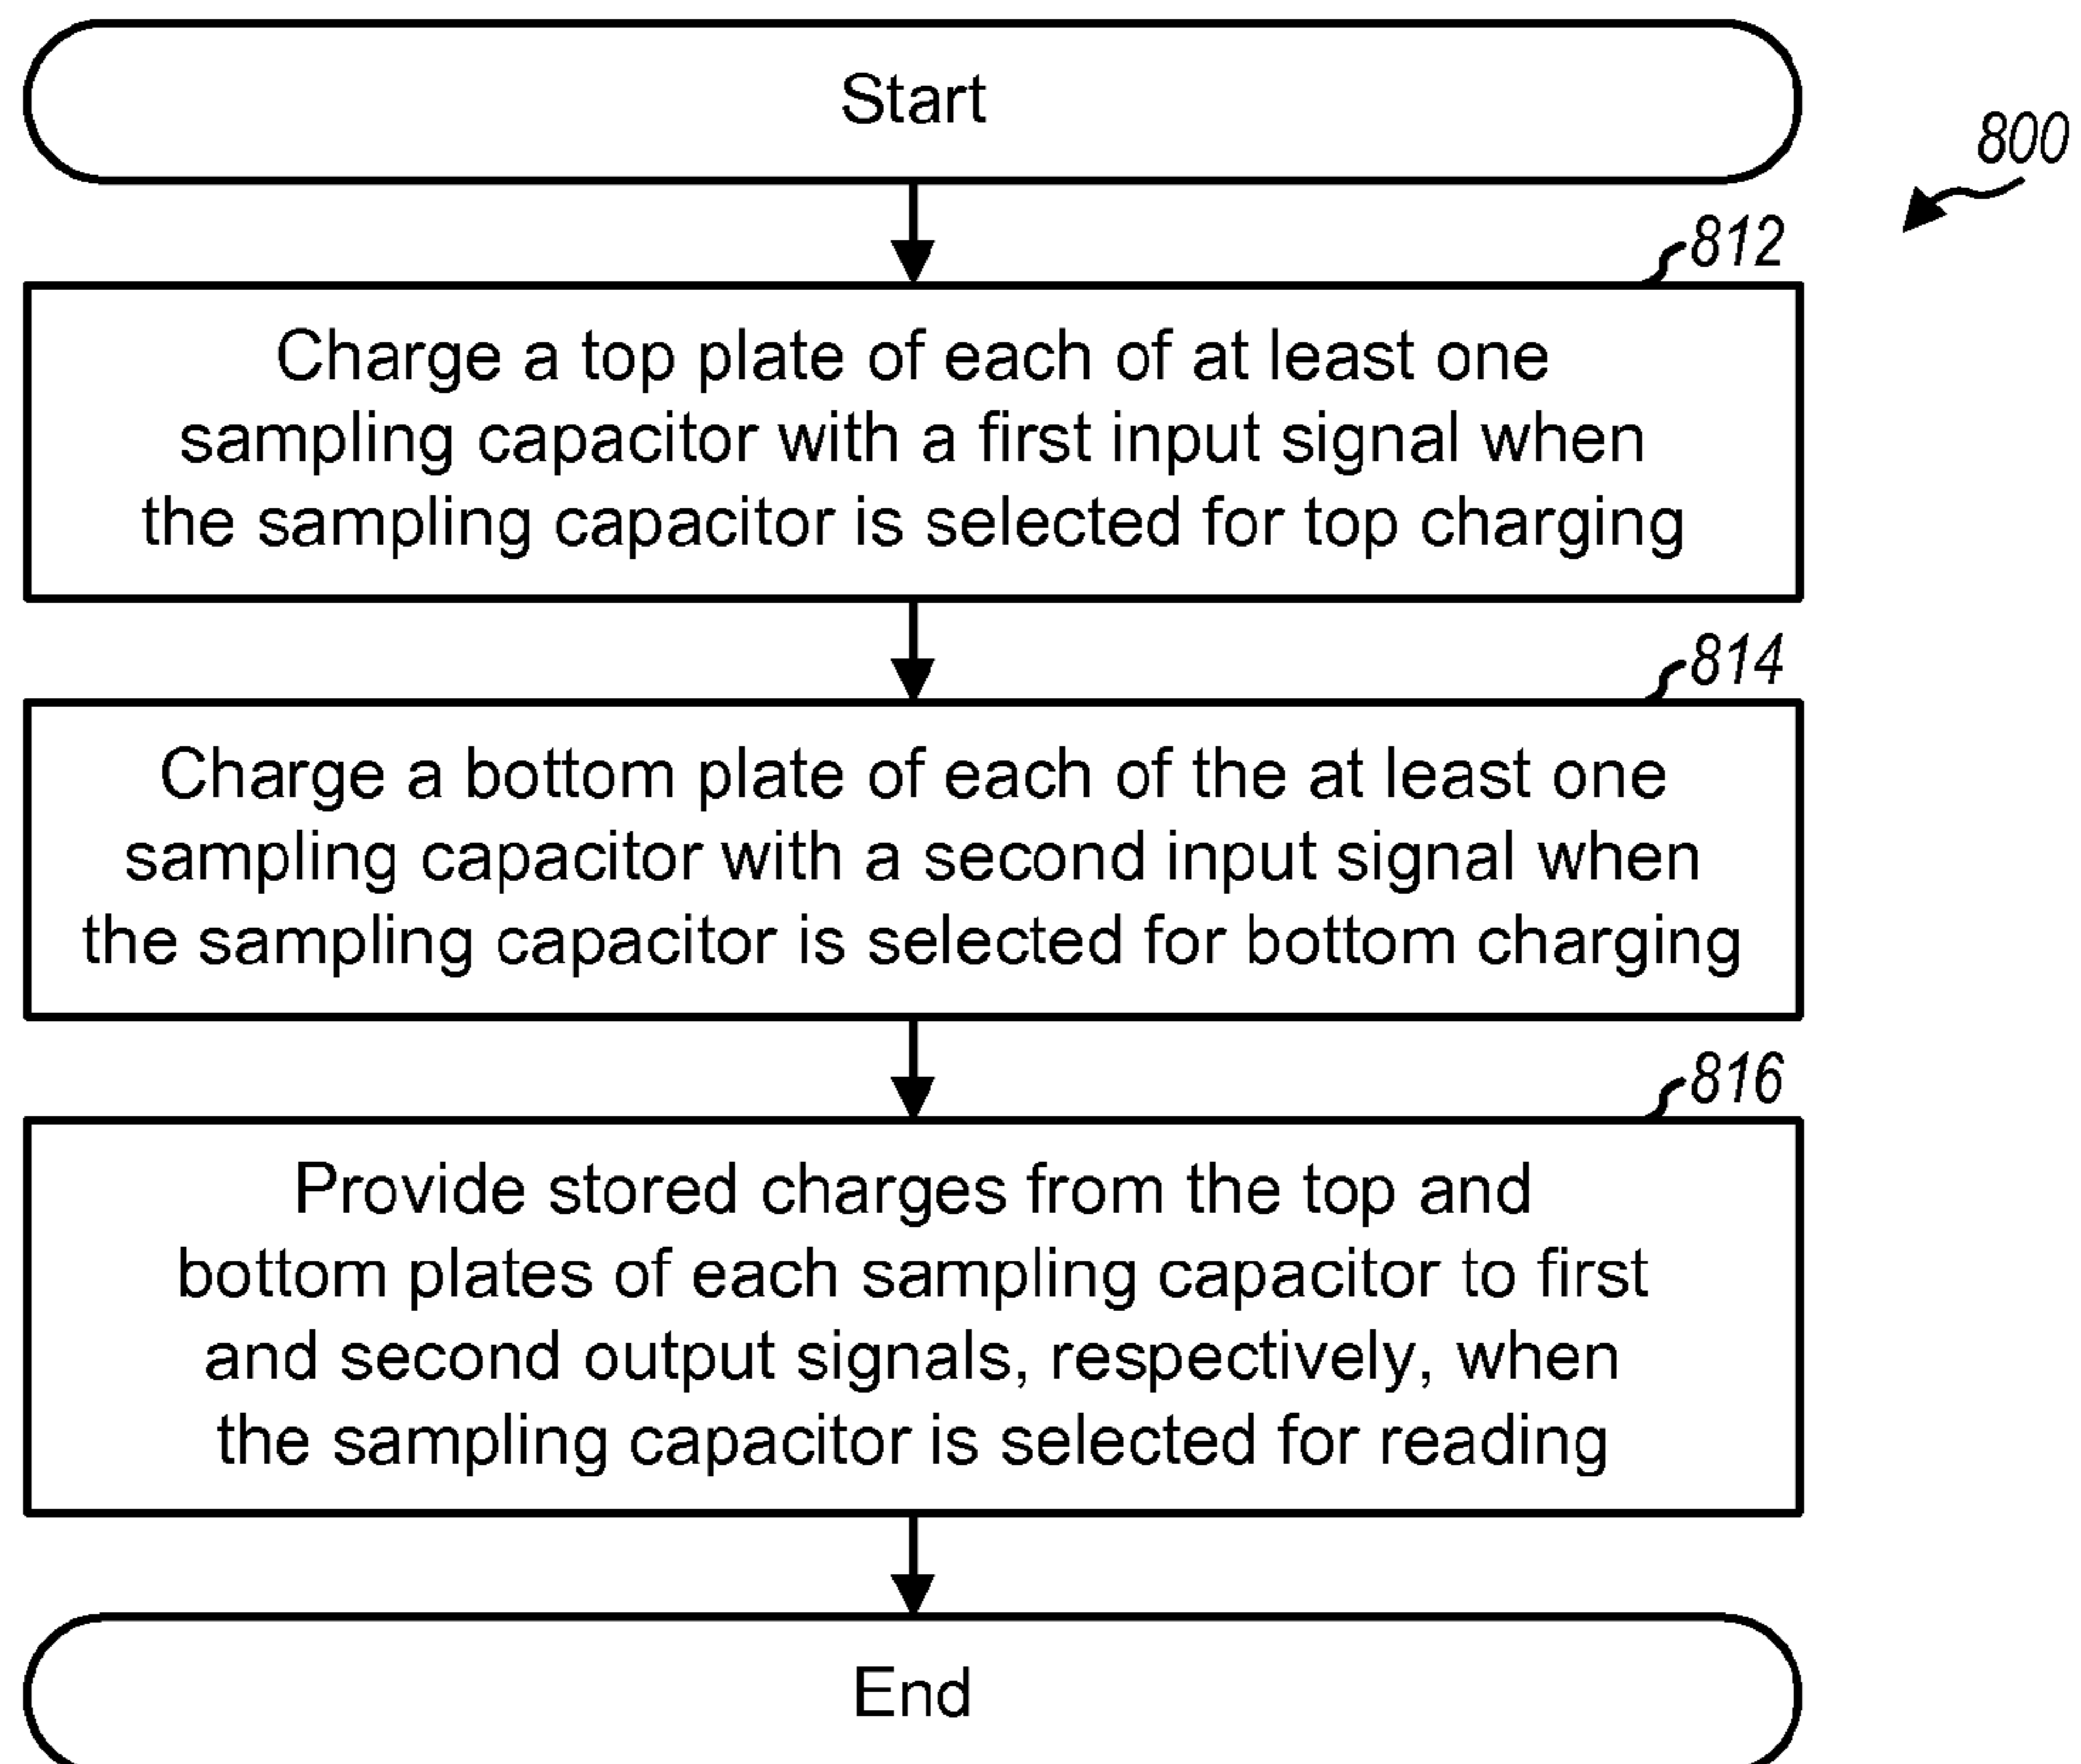 Start
800
812
Charge a top plate of each of at least one
sampling capacitor with a first input signal when
the sampling capacitor is selected for top charging
814
Charge a bottom plate of each of the at least one
sampling capacitor with a second input signal when
the sampling capacitor is selected for bottom charging
816
Provide stored charges from the top and
bottom plates of each sampling capacitor to first
and second output signals, respectively, when
the sampling capacitor is selected for reading
End